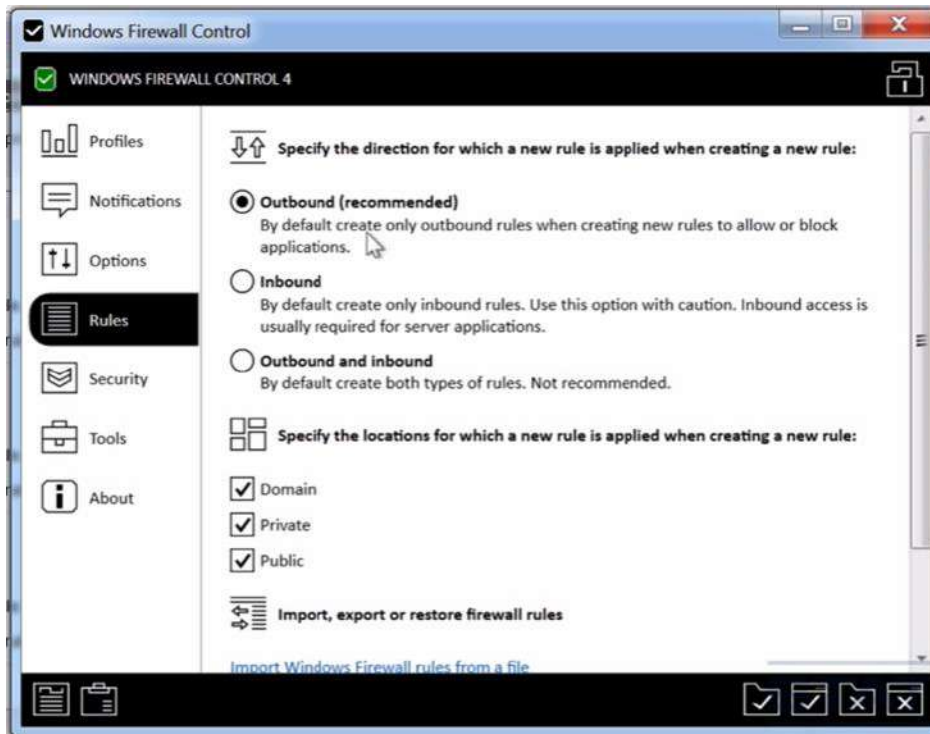 Windows Firewall Control
WINDOWS FIREWALL CONTROL 4
Profiles
Notifications
Options
Rules
Security
Tools
About
Specify the direction for which a new rule is applied when creating a new rule:
Outbound (recommended)
By default create only outbound rules when creating new rules to allow or block
applications.
Inbound
By default create only inbound rules. Use this option with caution. Inbound access is
usually required for server applications.
Outbound and inbound
By default create both types of rules. Not recommended.
Specify the locations for which a new rule is applied when creating a new rule:
Domain
Private
Public
Import, export or restore firewall rules
Import Windows Firewall rules from a file